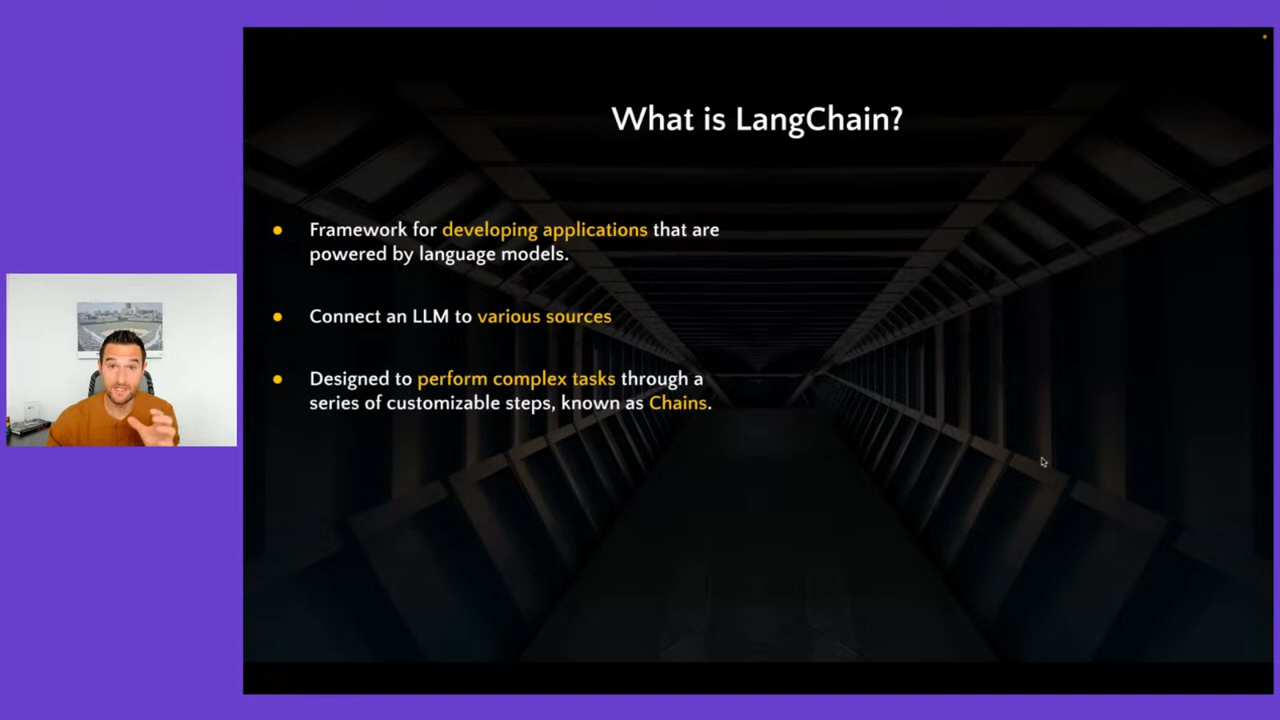 What is LangChain?
● Framework for developing applications that are
powered by language models.
● Connect an LLM to various sources
● Designed to perform complex tasks through a
series of customizable steps, known as Chains.